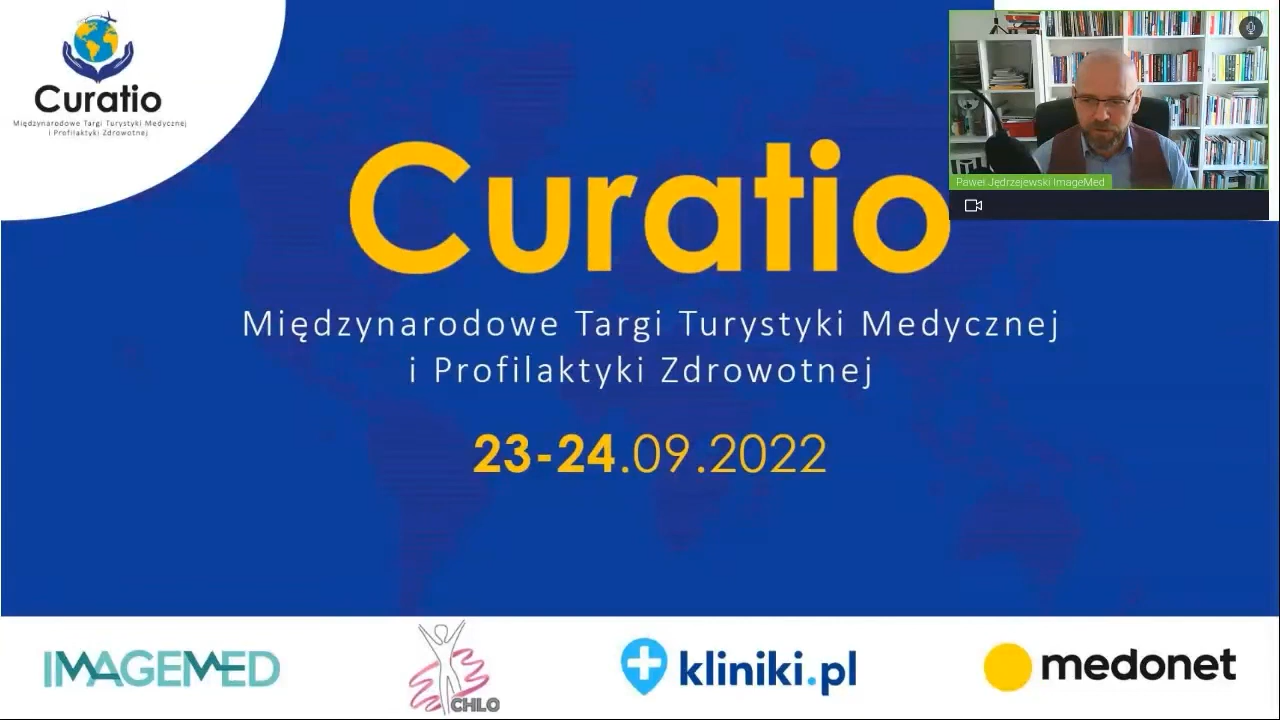 Curatio
Międzynarodowe Targi Turystyki Medycznej
i Profilaktyki Zdrowotnej
Paweł Jędrzejewski ImageMed
Curatio
Międzynarodowe Targi Turystyki Medycznej
i Profilaktyki Zdrowotnej
23-24.09.2022
IMAGEMED
CHLO
kliniki.pl
medonet